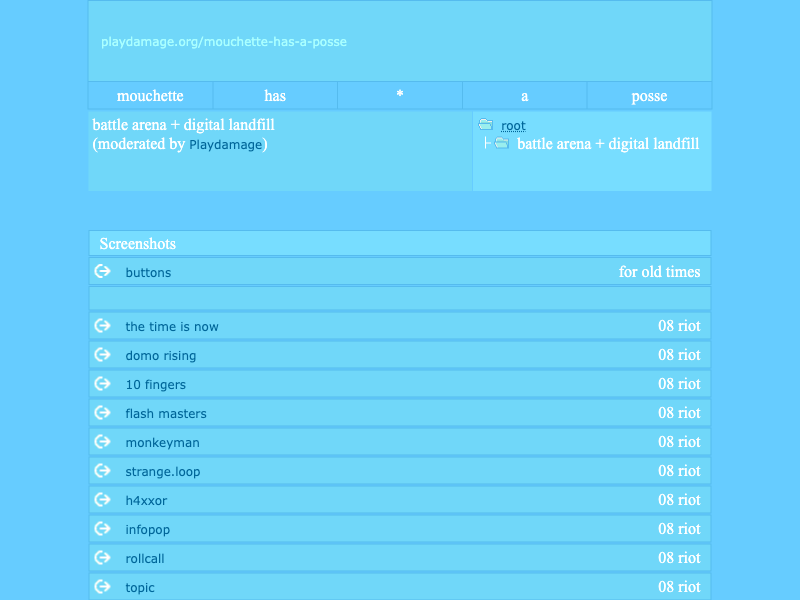 playdamage.org/mouchette-has-a-posse
mouchette has * a posse
battle arena + digital landfill
(moderated by Playdamage)
root
battle arena + digital landfill
Screenshots
buttons for old times
the time is now 08 riot
domo rising 08 riot
10 fingers 08 riot
flash masters 08 riot
monkeyman 08 riot
strange.loop 08 riot
h4xxor 08 riot
infopop 08 riot
rollcall 08 riot
topic 08 riot